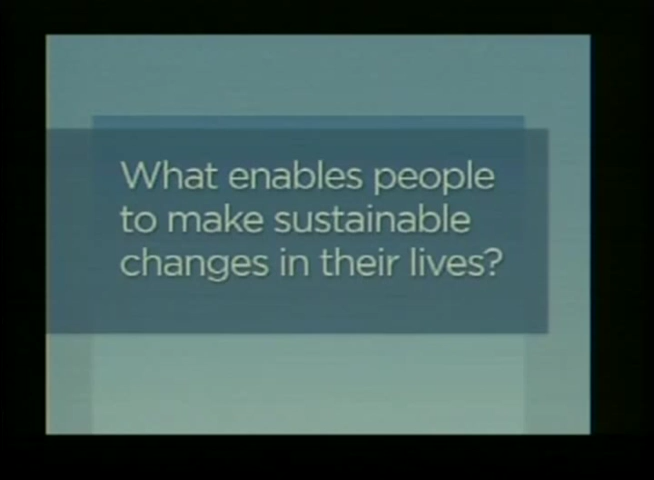 What enables people
to make sustainable
changes in their lives?